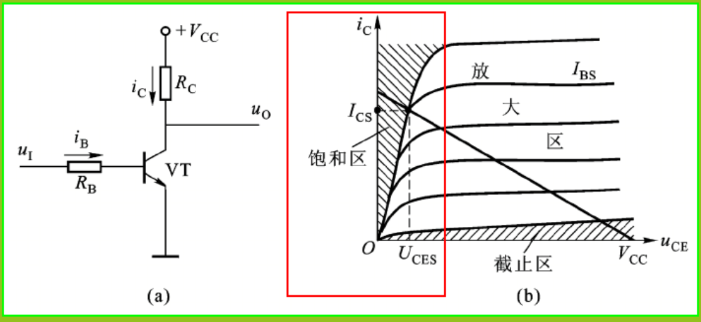 +V_CC
i_C
R_C
u_O
u_I
i_B
R_B
VT
(a)
i_C
放
I_BS
I_CS
大
饱和区
区
O
U_CES
截止区
V_CC
u_CE
(b)